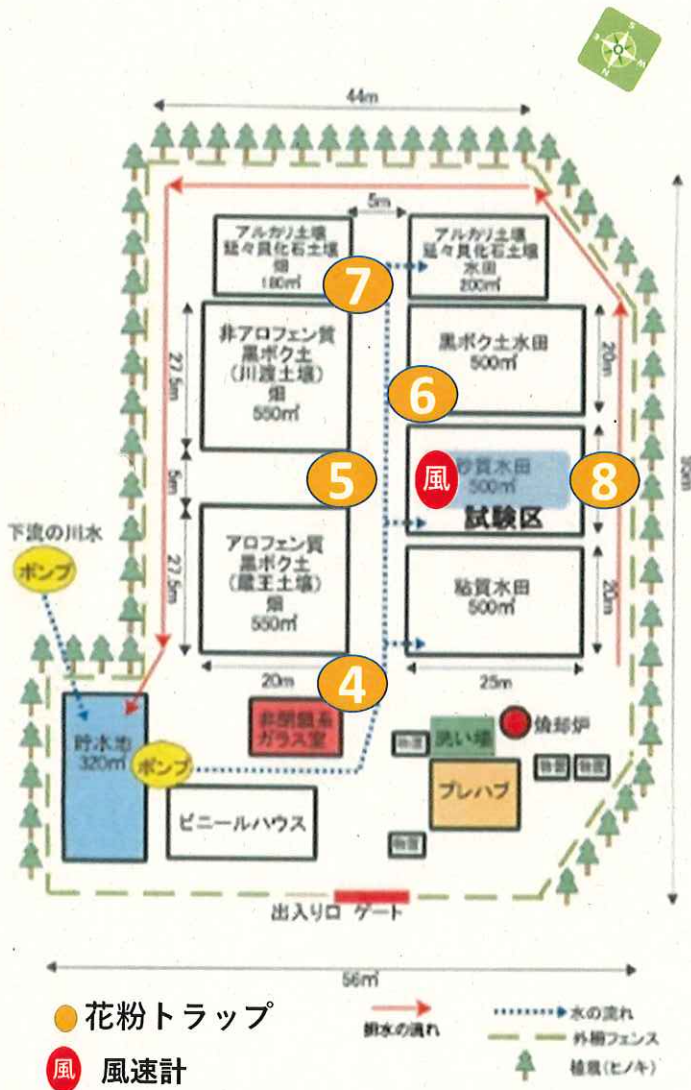 S
E
W
N
44m
5m
アルカリ土壌
延々貝化石土壌
畑
180㎡
アルカリ土壌
延々貝化石土壌
水田
200㎡
7
非アロフェン質
黒ボク土
(川渡土壌)
畑
550㎡
27.5m
黒ボク土水田
500㎡
20m
6
5
5m
風
砂質水田
500㎡
試験区
8
下流の川水
ポンプ
アロフェン質
黒ボク土
(蔵王土壌)
畑
550㎡
27.5m
粘質水田
500㎡
20m
20m
4
25m
貯水池
320㎡
ポンプ
非閉鎖系
ガラス室
洗い場
焼却炉
物置
物置
物置
プレハブ
ビニールハウス
物置
出入り口 ゲート
56㎡
花粉トラップ
排水の流れ
水の流れ
外柵フェンス
風
風速計
植栽(ヒノキ)